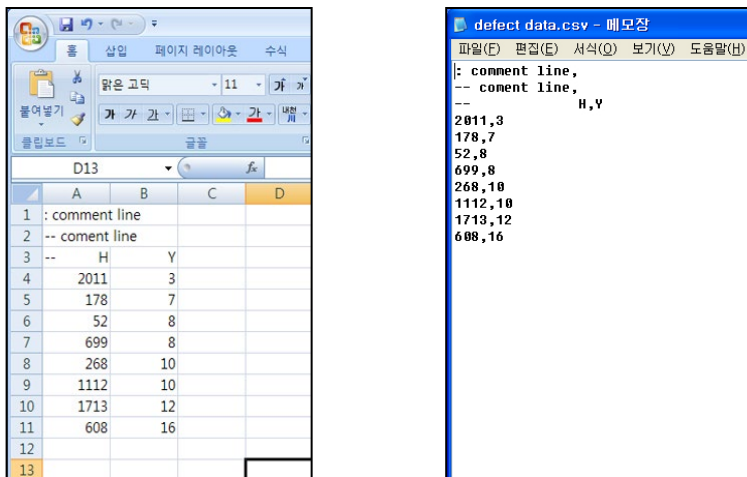 홈 삽입 페이지 레이아웃 수식
붙여넣기
맑은 고딕 11
가 가 가 내천
클립보드 글꼴
D13 fx
A B C D
1 : comment line
2 -- coment line
3 -- H Y
4 2011 3
5 178 7
6 52 8
7 699 8
8 268 10
9 1112 10
10 1713 12
11 608 16
12
13
defect data.csv - 메모장
파일(F) 편집(E) 서식(O) 보기(V) 도움말(H)
: comment line,
-- coment line,
-- H,Y
2011,3
178,7
52,8
699,8
268,10
1112,10
1713,12
608,16